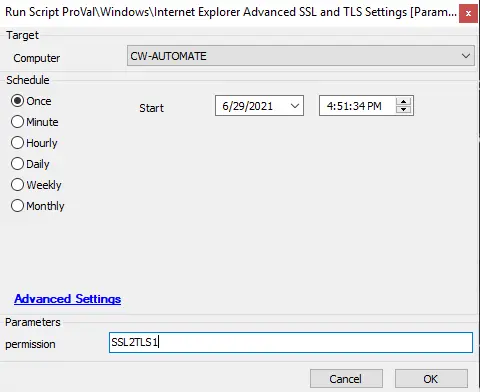 Run Script ProVal\Windows\Internet Explorer Advanced SSL and TLS Settings [Param... x
Target
Computer CW-AUTOMATE
Schedule
Once Start 6/29/2021 4:51:34 PM
Minute
Hourly
Daily
Weekly
Monthly
Advanced Settings
Parameters
permission SSL2TLS1
Cancel OK